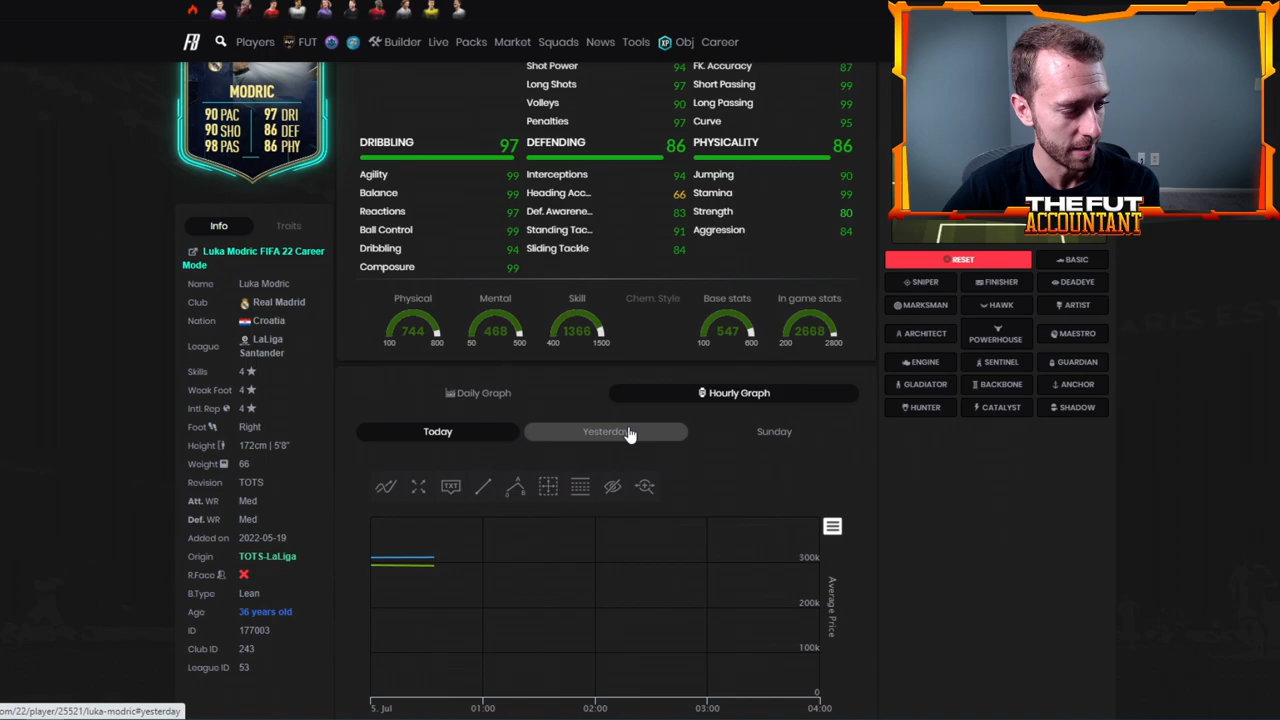 F8 Players FUT Builder Live Packs Market Squads News Tools XP Obj Career
MODRIC
90 PAC 97 DRI
90 SHO 86 DEF
98 PAS 86 PHY
Shot Power 94 FK. Accuracy 87
Long Shots 97 Short Passing 99
Volleys 90 Long Passing 99
Penalties 97 Curve 95
DRIBBLING 97 DEFENDING 86 PHYSICALITY 86
Agility 99 Interceptions 94 Jumping 90
Balance 99 Heading Acc... 66 Stamina 99
Reactions 97 Def. Awarene... 83 Strength 80
Ball Control 99 Standing Tac... 91 Aggression 84
Dribbling 94 Sliding Tackle 84
Composure 99
Physical Mental Skill Chem. Style Base stats In game stats
744 468 1366 547 2668
100 800 50 500 400 1500 100 600 200 2800
Daily Graph Hourly Graph
Today Yesterday Sunday
TXT
300k
200k
100k
0
Average Price
5. Jul 01:00 02:00 03:00 04:00
Info Traits
Luka Modric FIFA 22 Career
Mode
Name Luka Modric
Club Real Madrid
Nation Croatia
League LaLiga
Santander
Skills 4
Weak Foot 4
Intl. Rep 4
Foot Right
Height 172cm | 5'8"
Weight 66
Revision TOTS
Att. WR Med
Def. WR Med
Added on 2022-05-19
Origin TOTS-LaLiga
R.Face
B.Type Lean
Age 36 years old
ID 177003
Club ID 243
League ID 53
THE FUT
ACCOUNTANT
RESET BASIC
SNIPER FINISHER DEADEYE
MARKSMAN HAWK ARTIST
ARCHITECT POWERHOUSE MAESTRO
ENGINE SENTINEL GUARDIAN
GLADIATOR BACKBONE ANCHOR
HUNTER CATALYST SHADOW
om/22/player/25521/luka-modric#yesterday